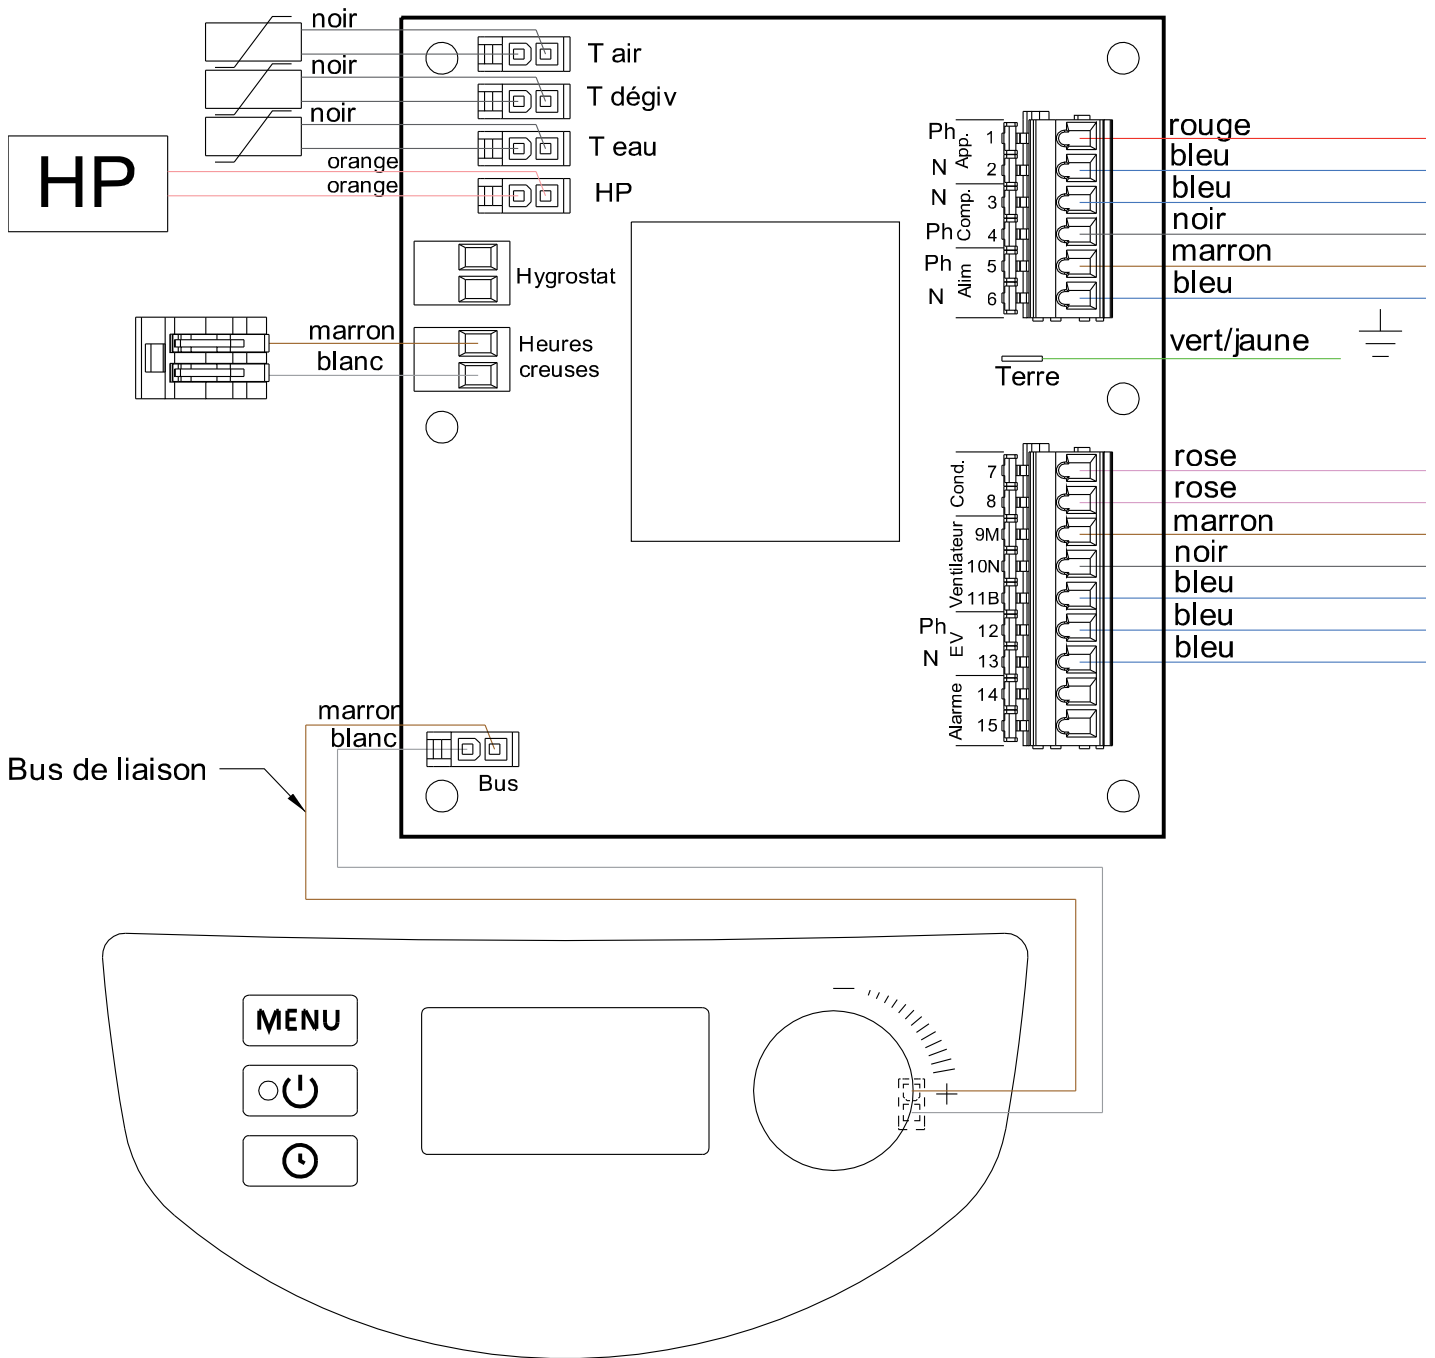 noir
T air
noir
T dégiv
noir
T eau
HP
orange
orange
HP
Hygrostat
marron
blanc
Heures
creuses
Ph
1
App.
rouge
N
2
bleu
N
3
Comp.
bleu
Ph
4
noir
Ph
5
Alim
marron
N
6
bleu
vert/jaune
Terre
Cond.
7
rose
8
rose
Ventilateur
9M
marron
10N
noir
11B
bleu
Ph
EV
12
bleu
N
13
bleu
Alarme
14
15
marron
blanc
Bus
Bus de liaison
MENU